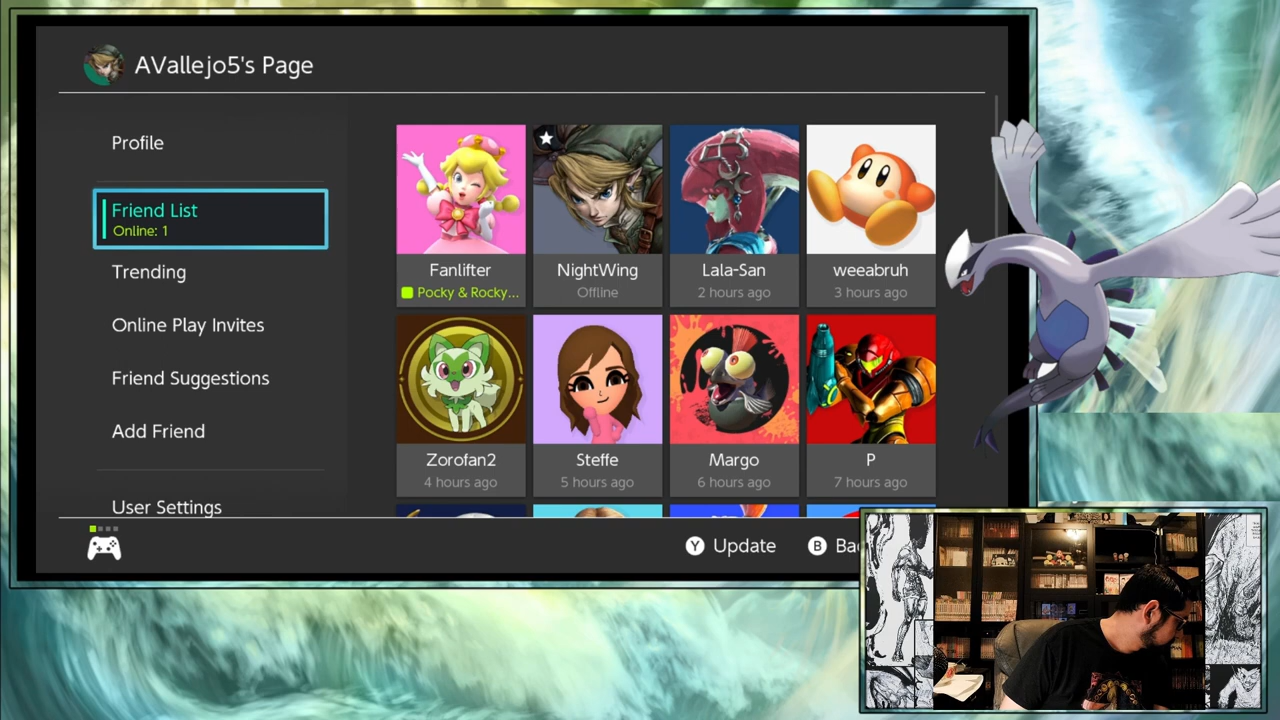 AVallejo5's Page
Profile
Friend List
Online: 1
Trending
Online Play Invites
Friend Suggestions
Add Friend
User Settings
Fanlifter
Pocky & Rocky...
NightWing
Offline
Lala-San
2 hours ago
weeabruh
3 hours ago
Zorofan2
4 hours ago
Steffe
5 hours ago
Margo
6 hours ago
P
7 hours ago
Y Update
B Ba